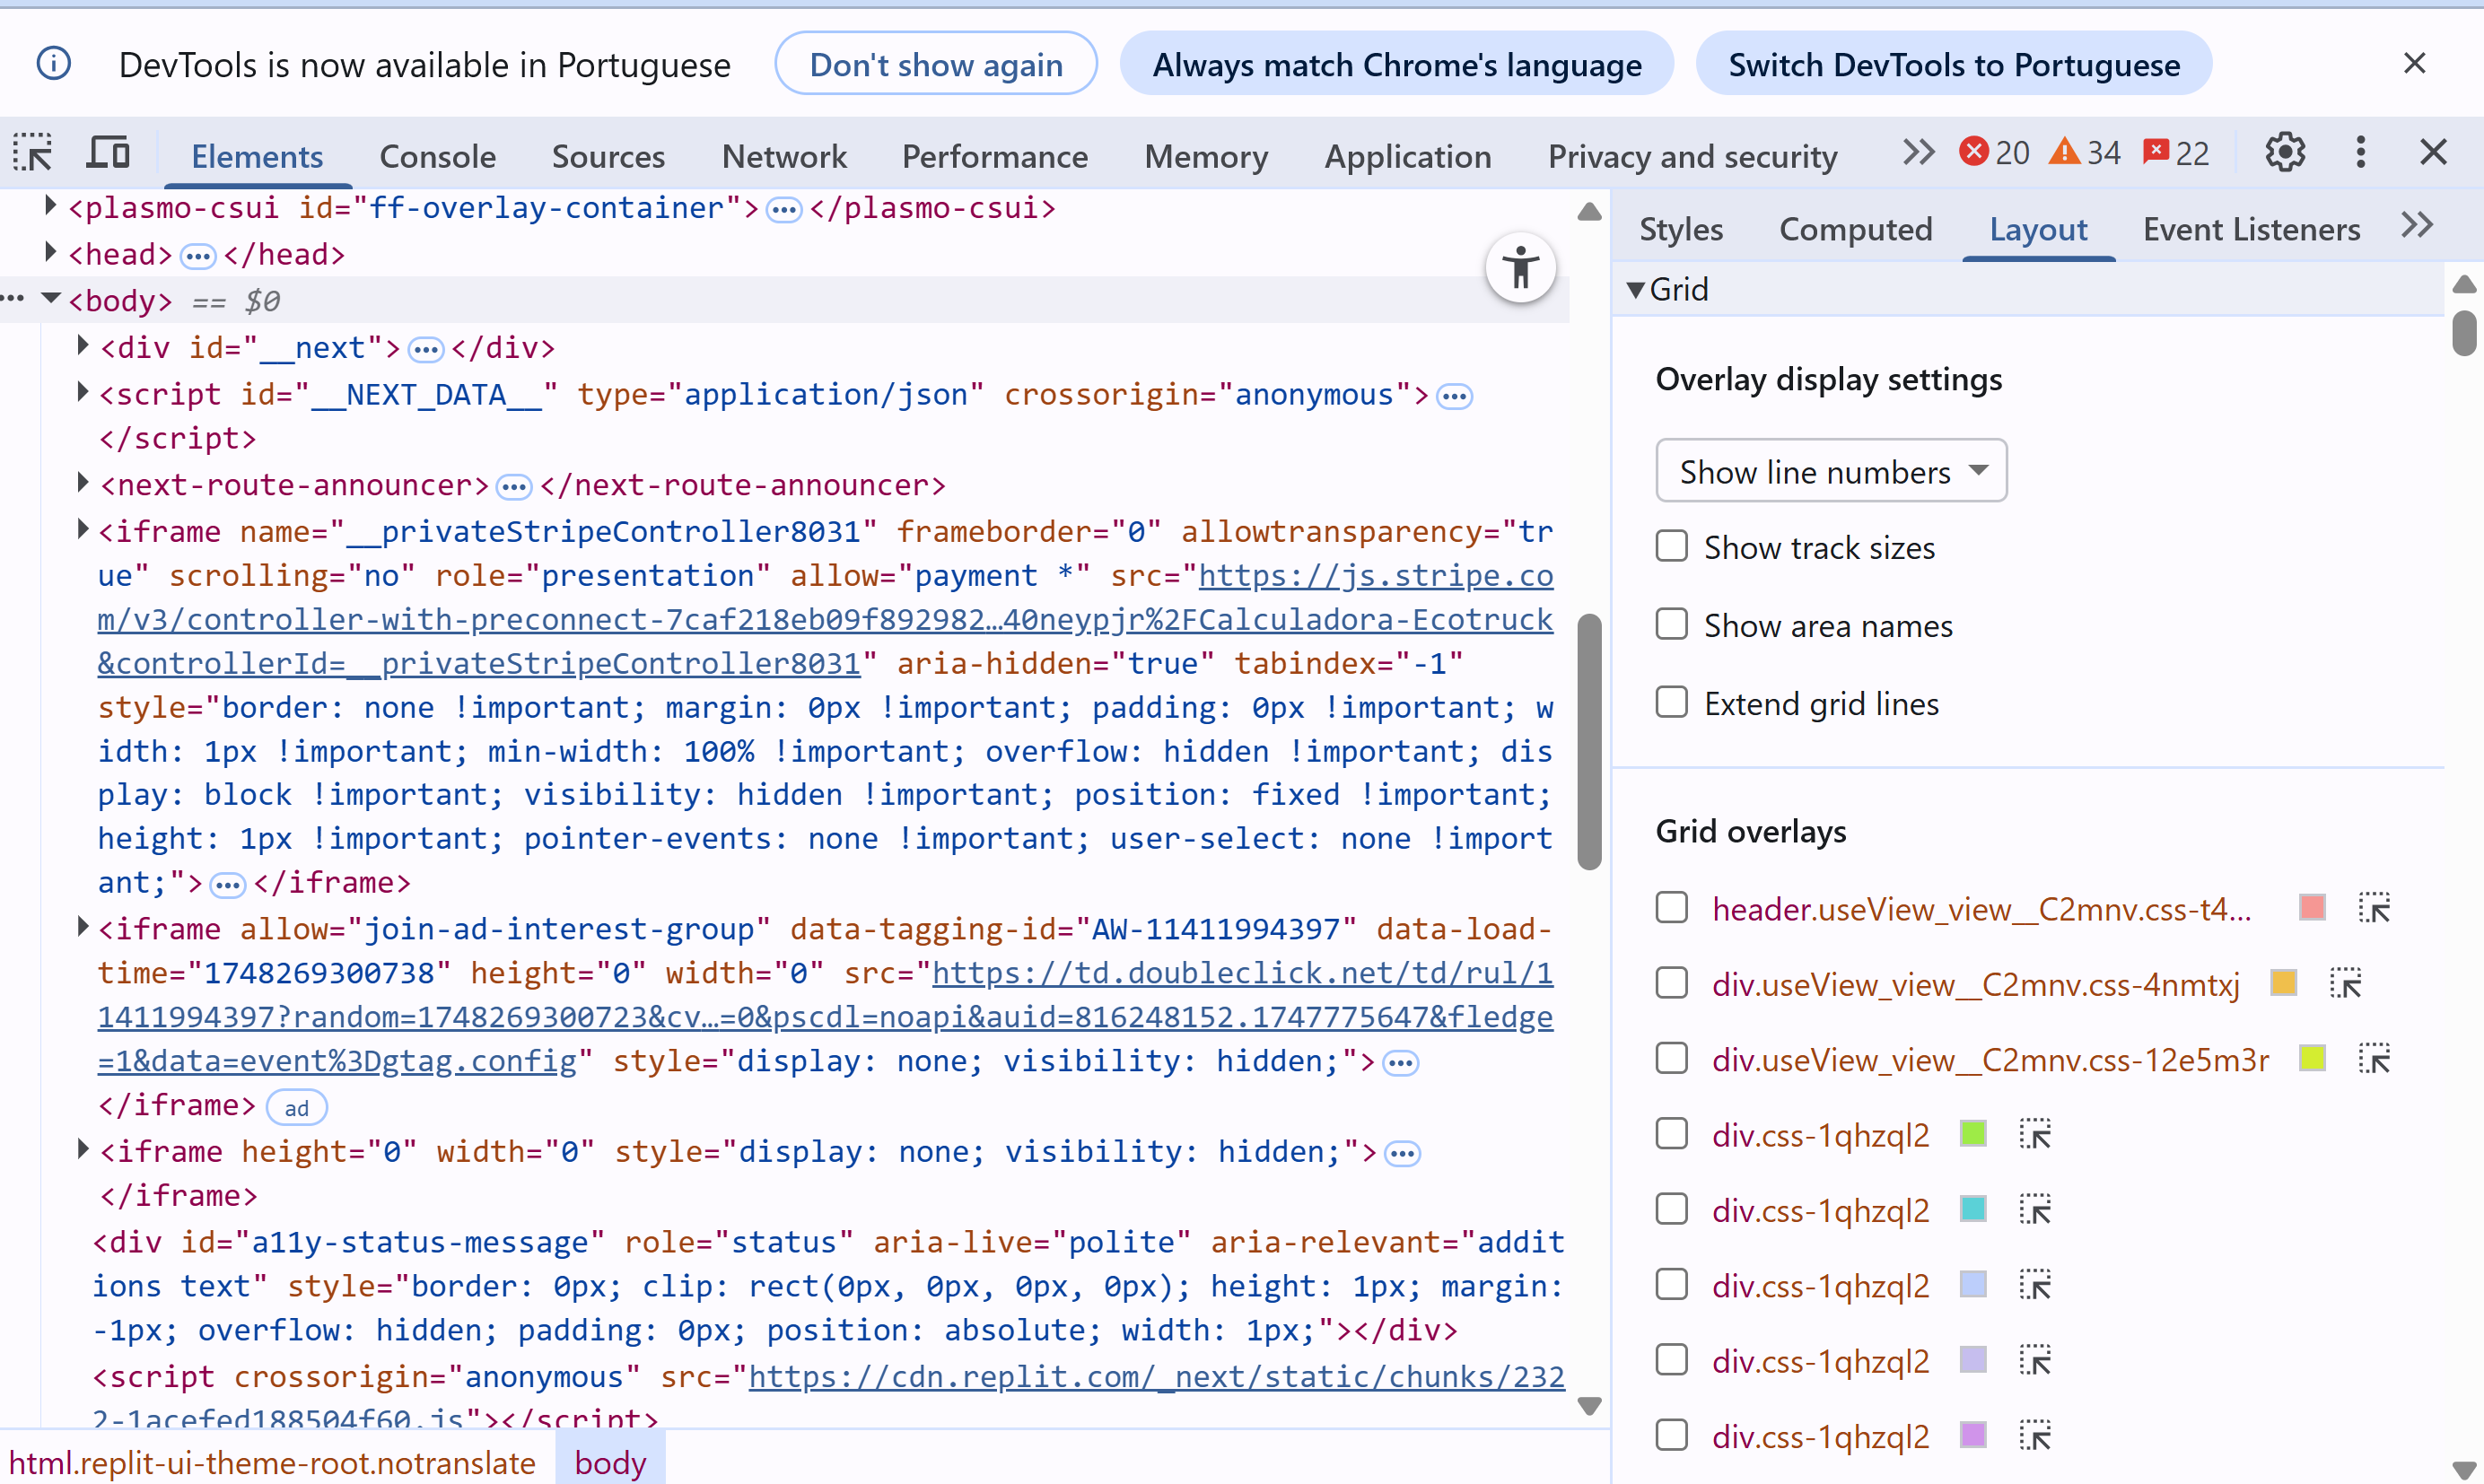 DevTools is now available in Portuguese
Don't show again
Always match Chrome's language
Switch DevTools to Portuguese
Elements
Console
Sources
Network
Performance
Memory
Application
Privacy and security
20
34
22
<plasmo-csui id="ff-overlay-container"> ••• </plasmo-csui>
<head> ••• </head>
••• <body> == $0
<div id="__next"> ••• </div>
<script id="__NEXT_DATA__" type="application/json" crossorigin="anonymous"> •••
</script>
<next-route-announcer> ••• </next-route-announcer>
<iframe name="__privateStripeController8031" frameborder="0" allowtransparency="tr
ue" scrolling="no" role="presentation" allow="payment *" src="https://js.stripe.co
m/v3/controller-with-preconnect-7caf218eb09f892982…40neypjr%2FCalculadora-Ecotruck
&controllerId=__privateStripeController8031" aria-hidden="true" tabindex="-1"
style="border: none !important; margin: 0px !important; padding: 0px !important; w
idth: 1px !important; min-width: 100% !important; overflow: hidden !important; dis
play: block !important; visibility: hidden !important; position: fixed !important;
height: 1px !important; pointer-events: none !important; user-select: none !import
ant;"> ••• </iframe>
<iframe allow="join-ad-interest-group" data-tagging-id="AW-11411994397" data-load-
time="1748269300738" height="0" width="0" src="https://td.doubleclick.net/td/rul/1
1411994397?random=1748269300723&cv…=0&pscdl=noapi&auid=816248152.1747775647&fledge
=1&data=event%3Dgtag.config" style="display: none; visibility: hidden;"> •••
</iframe> ad
<iframe height="0" width="0" style="display: none; visibility: hidden;"> •••
</iframe>
<div id="a11y-status-message" role="status" aria-live="polite" aria-relevant="addit
ions text" style="border: 0px; clip: rect(0px, 0px, 0px, 0px); height: 1px; margin:
-1px; overflow: hidden; padding: 0px; position: absolute; width: 1px;"></div>
<script crossorigin="anonymous" src="https://cdn.replit.com/_next/static/chunks/232
2-1acefed188504f60.js"></script>
html.replit-ui-theme-root.notranslate
body
Styles
Computed
Layout
Event Listeners
Grid
Overlay display settings
Show line numbers
Show track sizes
Show area names
Extend grid lines
Grid overlays
header.useView_view__C2mnv.css-t4...
div.useView_view__C2mnv.css-4nmtxj
div.useView_view__C2mnv.css-12e5m3r
div.css-1qhzql2
div.css-1qhzql2
div.css-1qhzql2
div.css-1qhzql2
div.css-1qhzql2